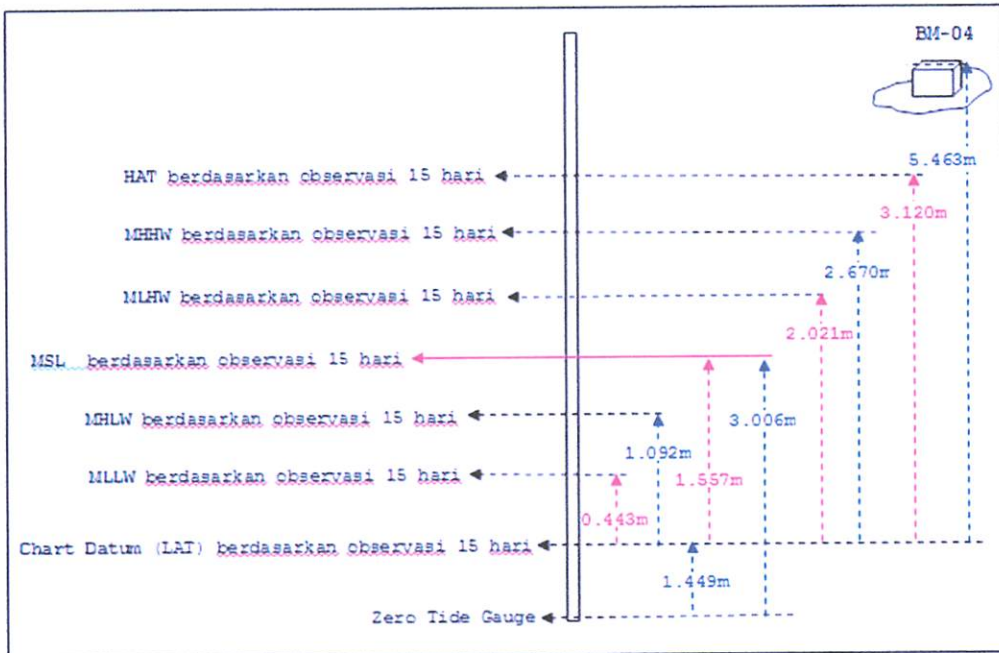 BM-04
5.463m
HAT berdasarkan observasi 15 hari
3.120m
MHHW berdasarkan observasi 15 hari
2.670m
MLHW berdasarkan observasi 15 hari
2.021m
MSL berdasarkan observasi 15 hari
MHLW berdasarkan observasi 15 hari
3.006m
1.092m
MLLW berdasarkan observasi 15 hari
1.557m
0.443m
Chart Datum (LAT) berdasarkan observasi 15 hari
1.449m
Zero Tide Gauge